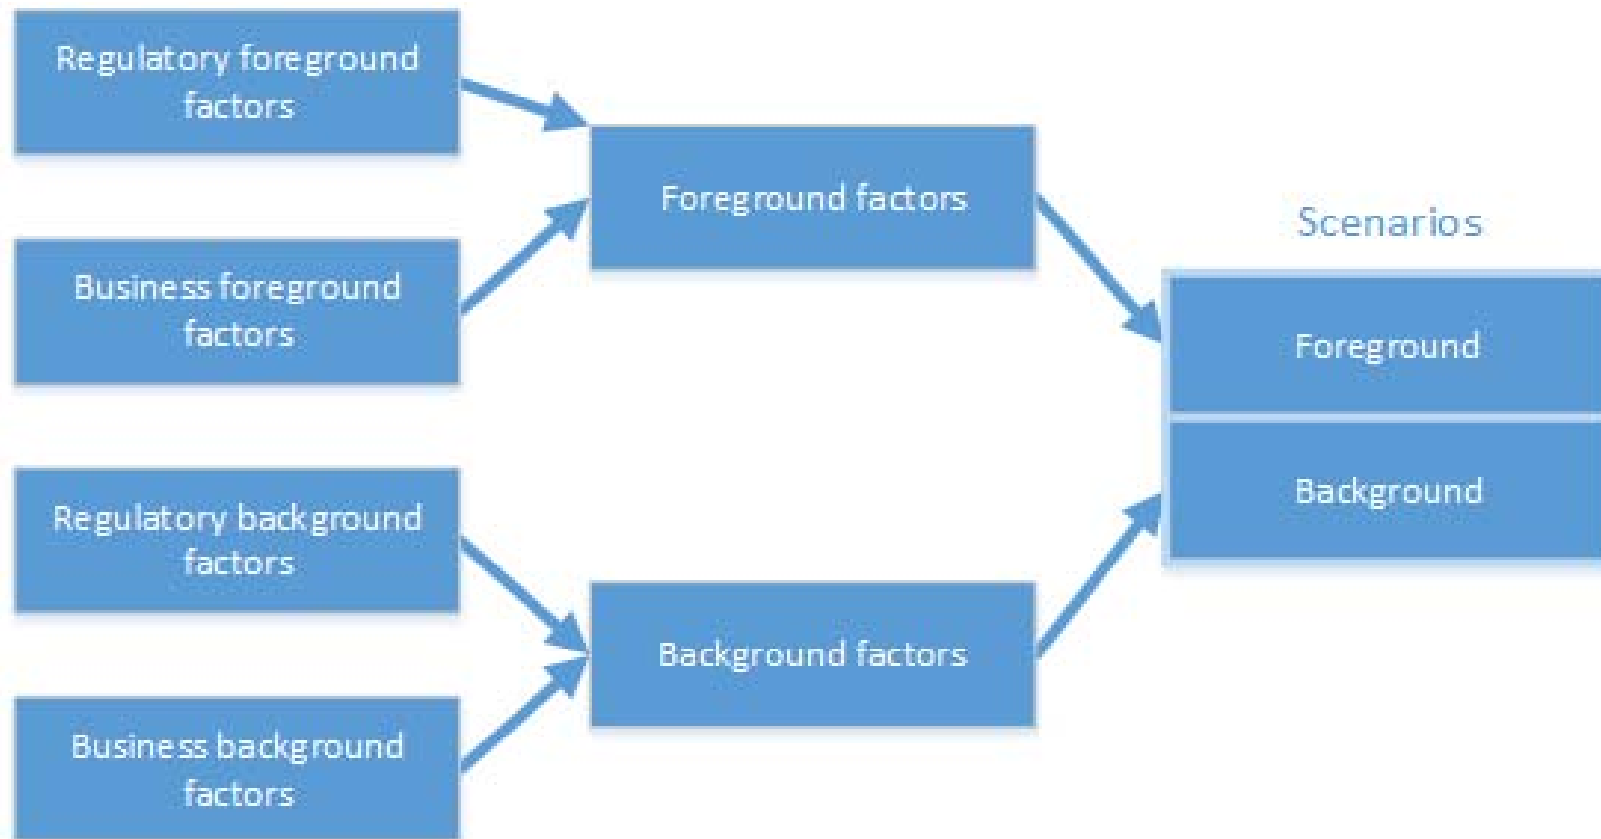 Regulatory foreground
factors
Business foreground
factors
Regulatory background
factors
Business background
factors
Foreground factors
Background factors
Scenarios
Foreground
Background